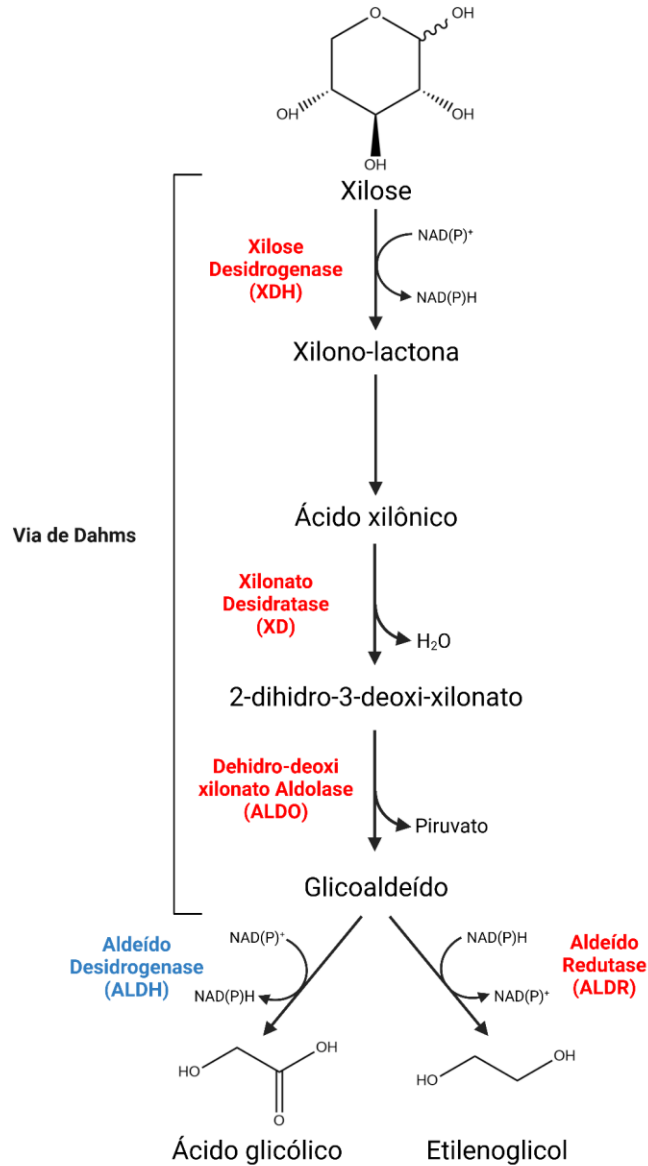 O
OH
OH
OH
OH
Xilose
Xilose
Desidrogenase
(XDH)
NAD(P)⁺
NAD(P)H
Xilono-lactona
Via de Dahms
Ácido xilônico
Xilonato
Desidratase
(XD)
H₂O
2-dihidro-3-deoxi-xilonato
Dehidro-deoxi
xilonato Aldolase
(ALDO)
Piruvato
Glicoaldeído
Aldeído
Desidrogenase
(ALDH)
NAD(P)⁺
NAD(P)H
NAD(P)H
NAD(P)⁺
Aldeído
Redutase
(ALDR)
HO
OH
O
Ácido glicólico
HO
OH
Etilenoglicol